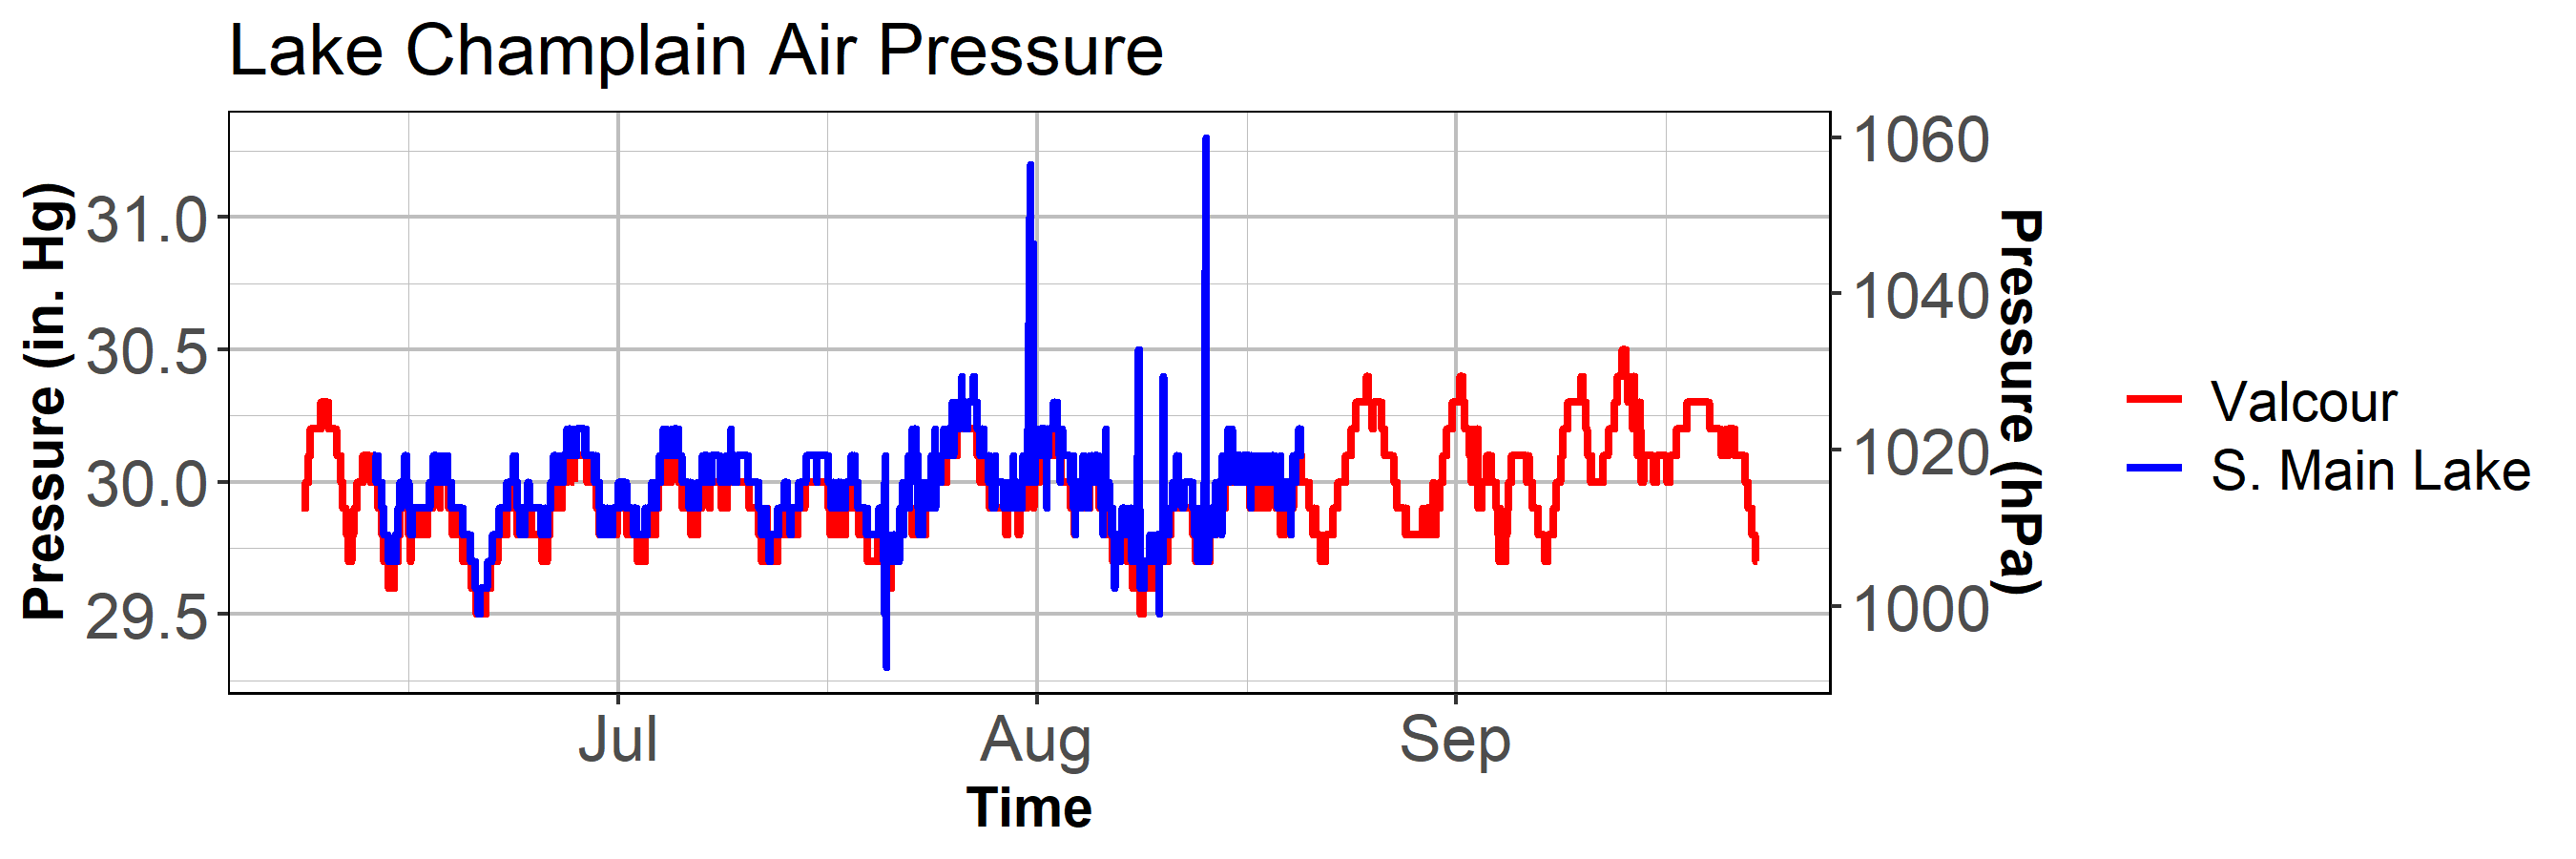 Lake Champlain Air Pressure
Pressure (in. Hg)
31.0
30.5
30.0
29.5
1060
1040
1020
1000
Pressure (hPa)
Jul Aug Sep
Time
Valcour
S. Main Lake